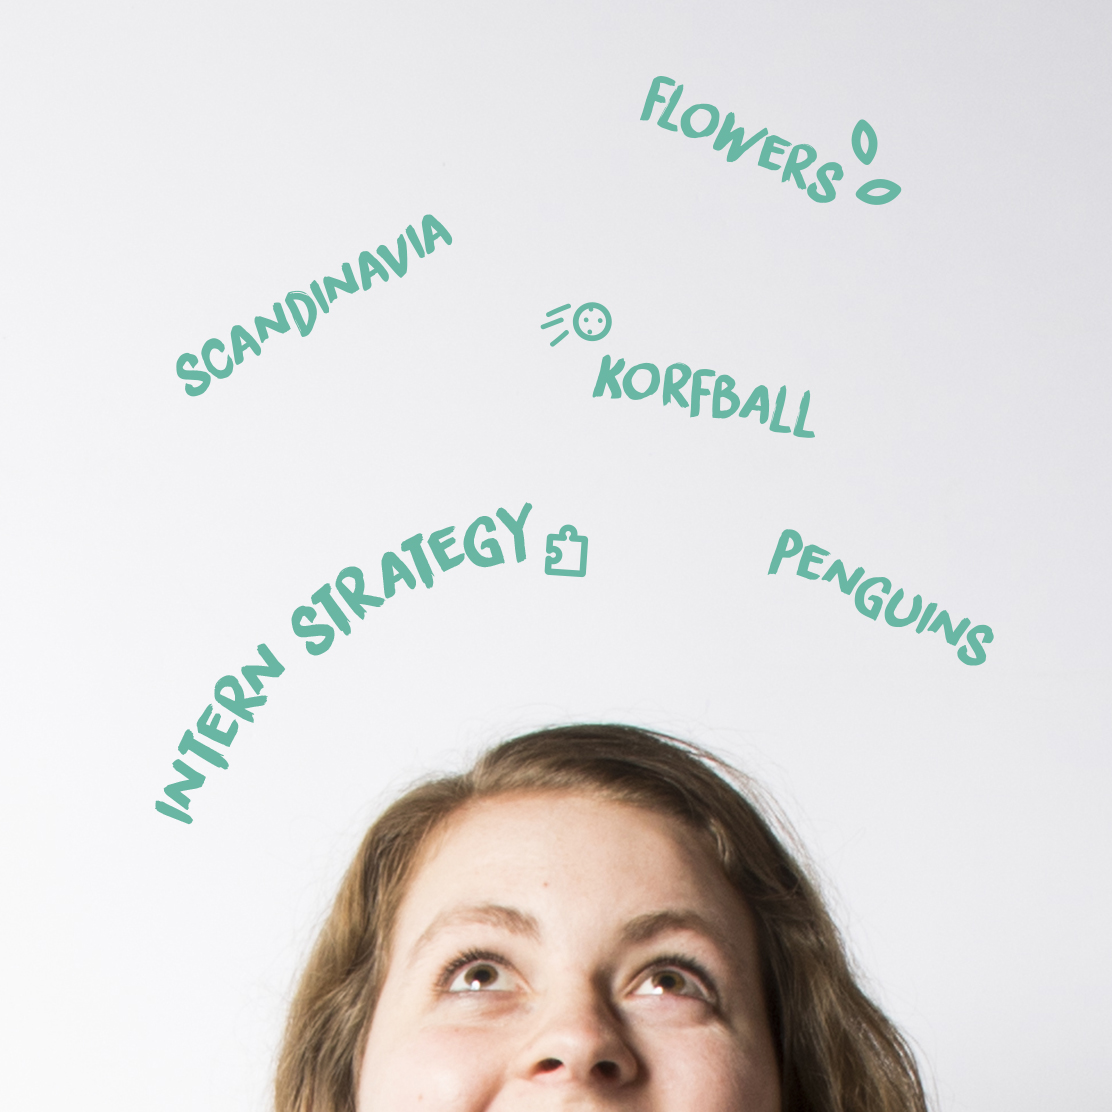 FLOWERS
SCANDINAVIA
KORFBALL
INTERN STRATEGY
PENGUINS